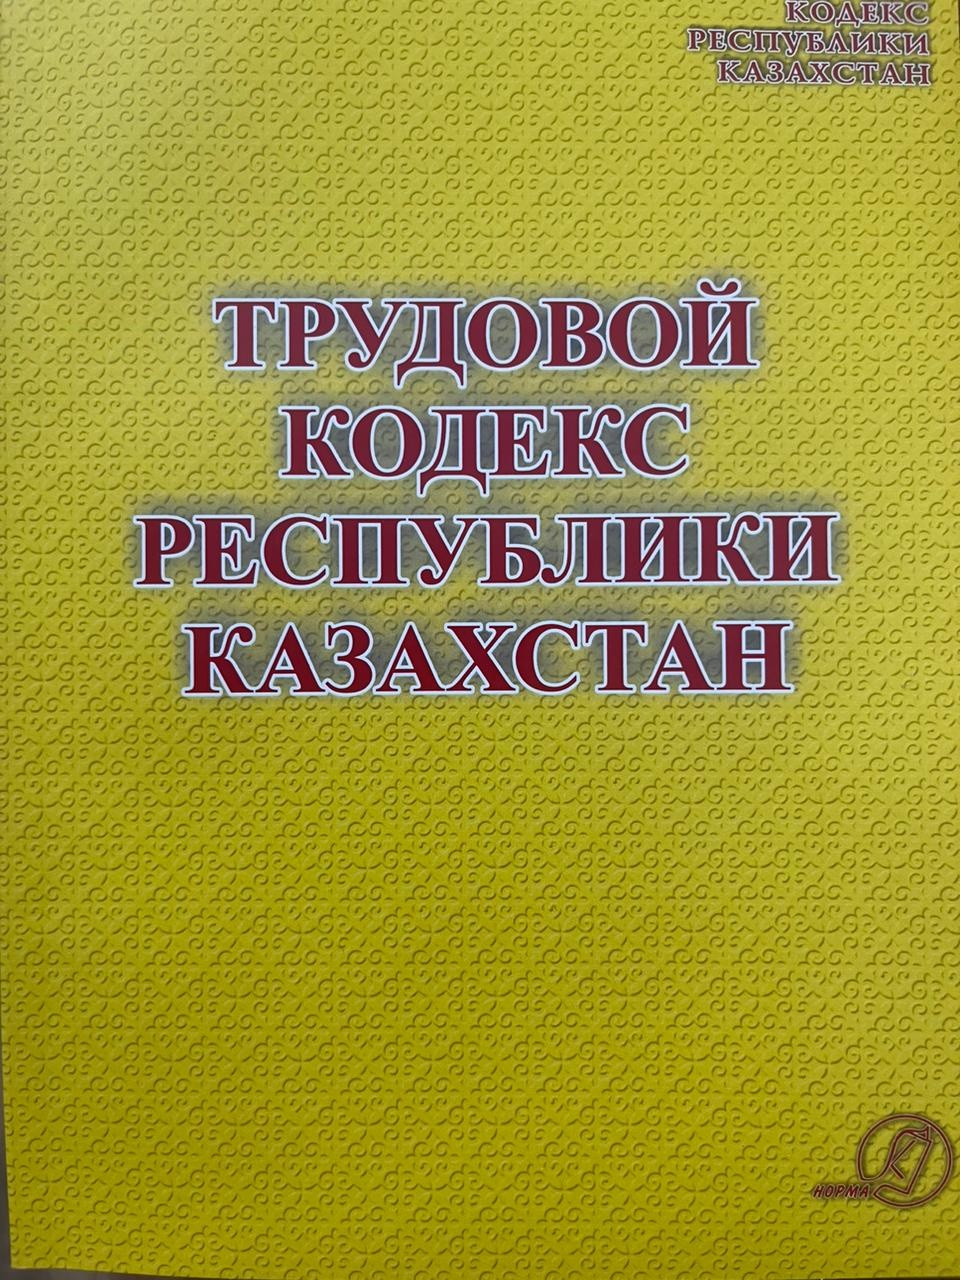 КОДЕКС
РЕСПУБЛИКИ
КАЗАХСТАН
ТРУДОВОЙ
КОДЕКС
РЕСПУБЛИКИ
КАЗАХСТАН
К
НОРМА